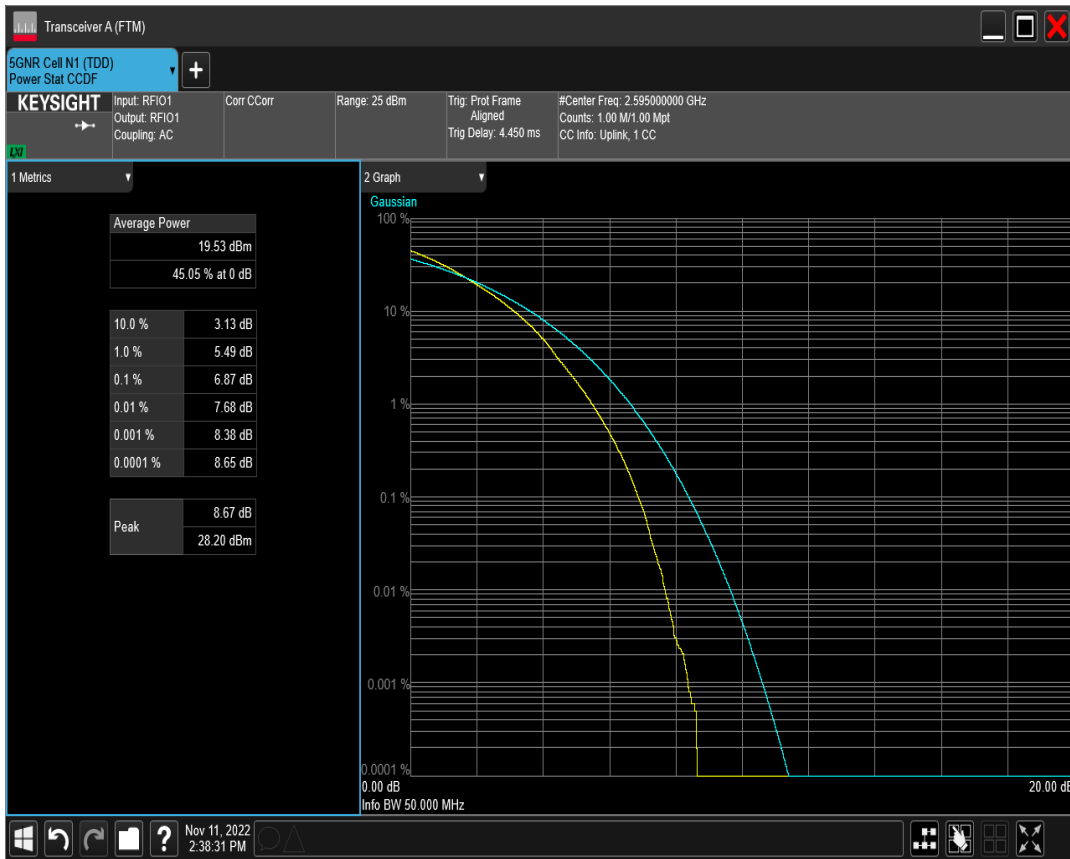 Transceiver A (FTM)
5GNR Cell N1 (TDD)
Power Stat CCDF
KEYSIGHT
LXI
Input: RFIO1
Output: RFIO1
Coupling: AC
Corr CCorr
Range: 25 dBm
Trig: Prot Frame
Aligned
Trig Delay: 4.450 ms
#Center Freq: 2.595000000 GHz
Counts: 1.00 M/1.00 Mpt
CC Info: Uplink, 1 CC
1 Metrics
Average Power
19.53 dBm
45.05 % at 0 dB
10.0 % 3.13 dB
1.0 % 5.49 dB
0.1 % 6.87 dB
0.01 % 7.68 dB
0.001 % 8.38 dB
0.0001 % 8.65 dB
Peak
8.67 dB
28.20 dBm
2 Graph
Gaussian
100 %
10 %
1 %
0.1 %
0.01 %
0.001 %
0.0001 %
0.00 dB
20.00 dB
Info BW 50.000 MHz
Nov 11, 2022
2:38:31 PM